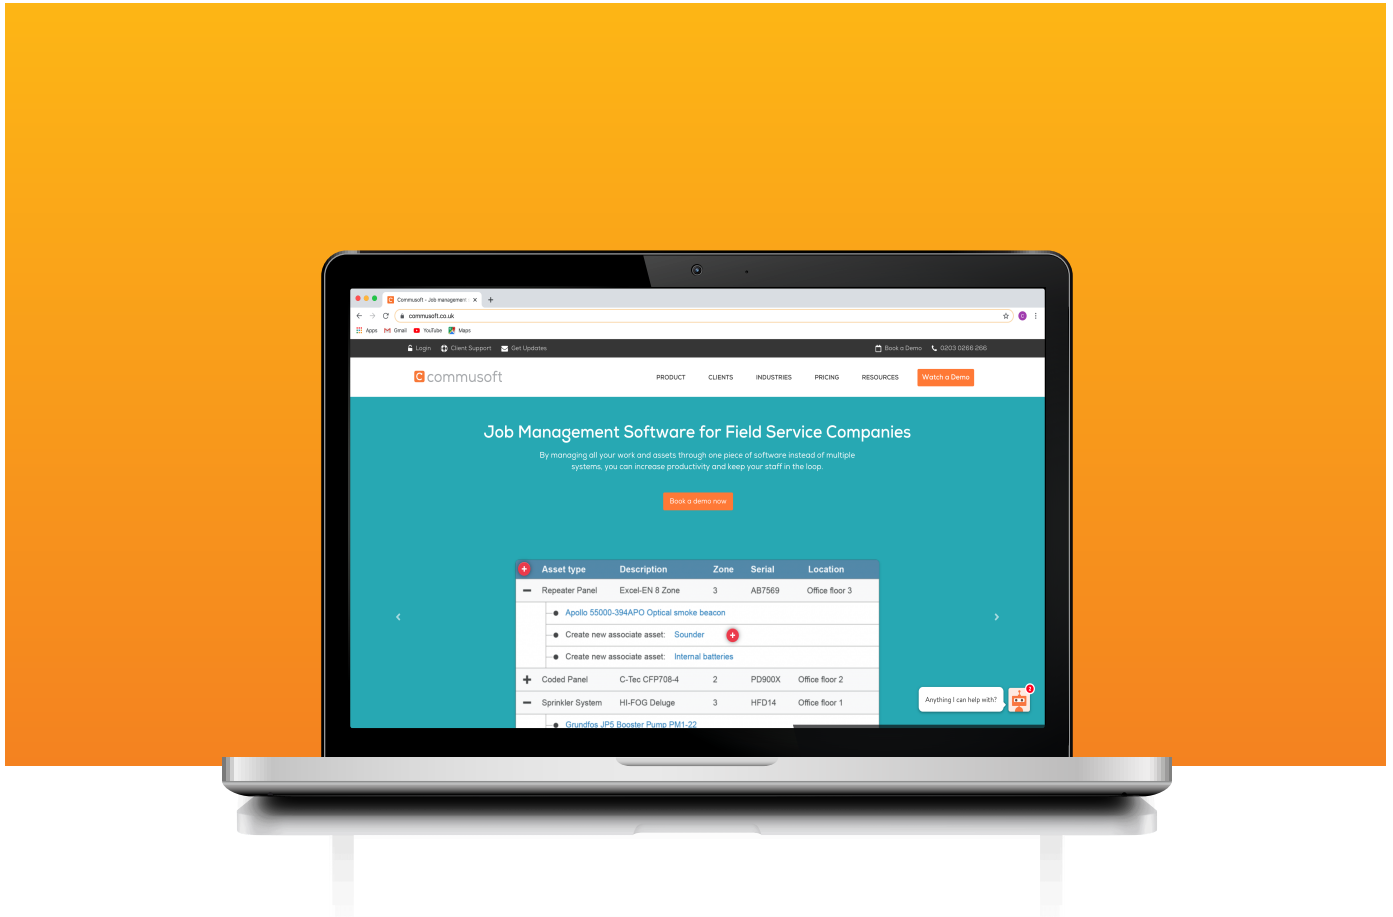 Commusoft - Job management
commusoft.co.uk
Apps Gmail YouTube Maps
Login Client Support Get Updates Book a Demo 0203 0266 266
commusoft PRODUCT CLIENTS INDUSTRIES PRICING RESOURCES Watch a Demo
Job Management Software for Field Service Companies
By managing all your work and assets through one piece of software instead of multiple
systems, you can increase productivity and keep your staff in the loop.
Book a demo now
Asset type Description Zone Serial Location
Repeater Panel Excel-EN 8 Zone 3 AB7569 Office floor 3
Apollo 55000-394APO Optical smoke beacon
Create new associate asset: Sounder
Create new associate asset: Internal batteries
Coded Panel C-Tec CFP708-4 2 PD900X Office floor 2
Sprinkler System HI-FOG Deluge 3 HFD14 Office floor 1
Grundfos JP5 Booster Pump PM1-22
Anything I can help with?